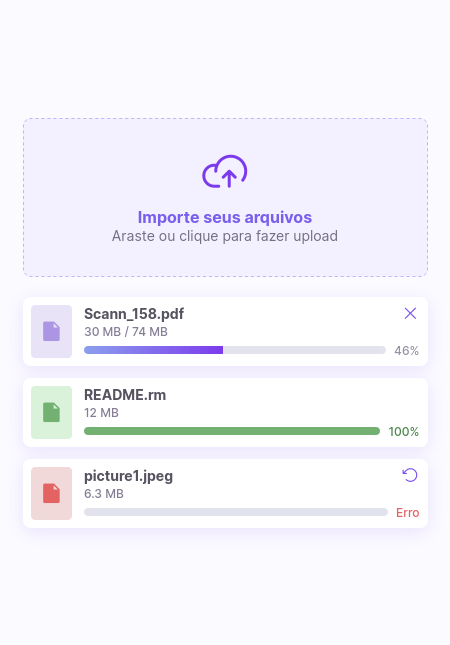 Importe seus arquivos
Araste ou clique para fazer upload
Scann_158.pdf
30 MB / 74 MB
46%
README.rm
12 MB
100%
picture1.jpeg
6.3 MB
Erro